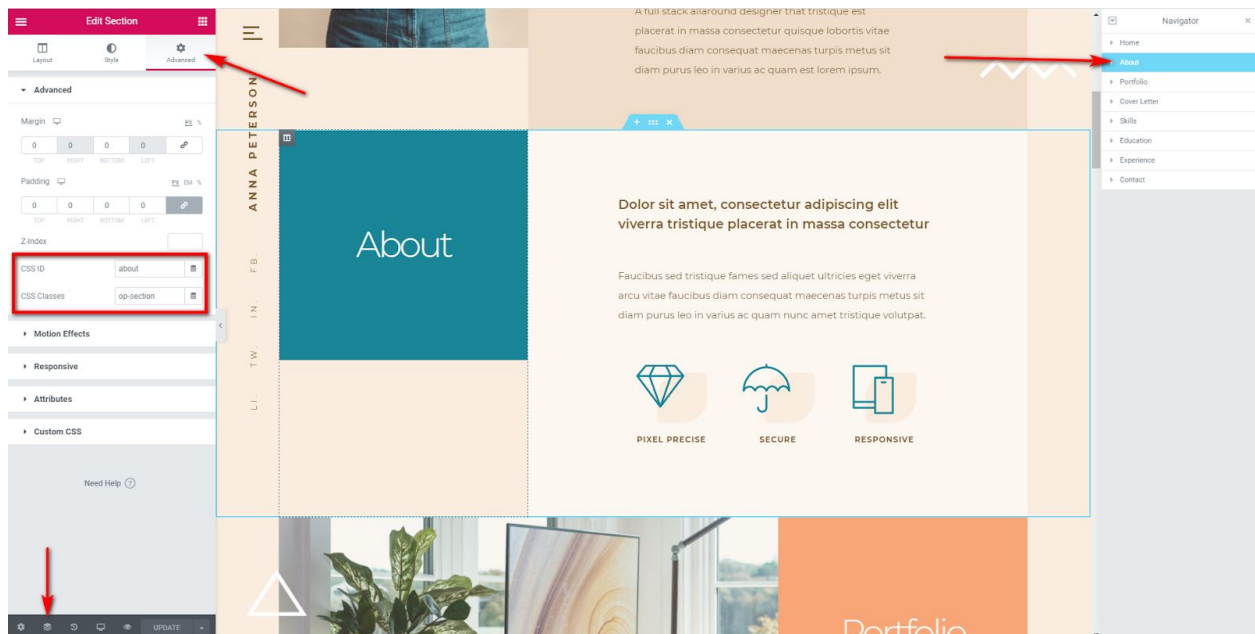 Edit Section
Layout
Style
Advanced
Advanced
Margin
PX %
0 0 0 0
TOP RIGHT BOTTOM LEFT
Padding
PX EM %
0 0 0 0
TOP RIGHT BOTTOM LEFT
Z-Index
CSS ID about
CSS Classes op-section
Motion Effects
Responsive
Attributes
Custom CSS
Need Help ?
UPDATE
ANNA PETERSON
FB.
IN.
TW.
LI.
A full stack allaround designer that tristique est
placerat in massa consectetur quisque lobortis vitae
faucibus diam consequat maecenas turpis metus sit
diam purus leo in varius ac quam est lorem ipsum.
About
Dolor sit amet, consectetur adipiscing elit
viverra tristique placerat in massa consectetur
Faucibus sed tristique fames sed aliquet ultricies eget viverra
arcu vitae faucibus diam consequat maecenas turpis metus sit
diam purus leo in varius ac quam nunc amet tristique volutpat.
PIXEL PRECISE
SECURE
RESPONSIVE
Portfolio
Navigator
Home
About
Portfolio
Cover Letter
Skills
Education
Experience
Contact